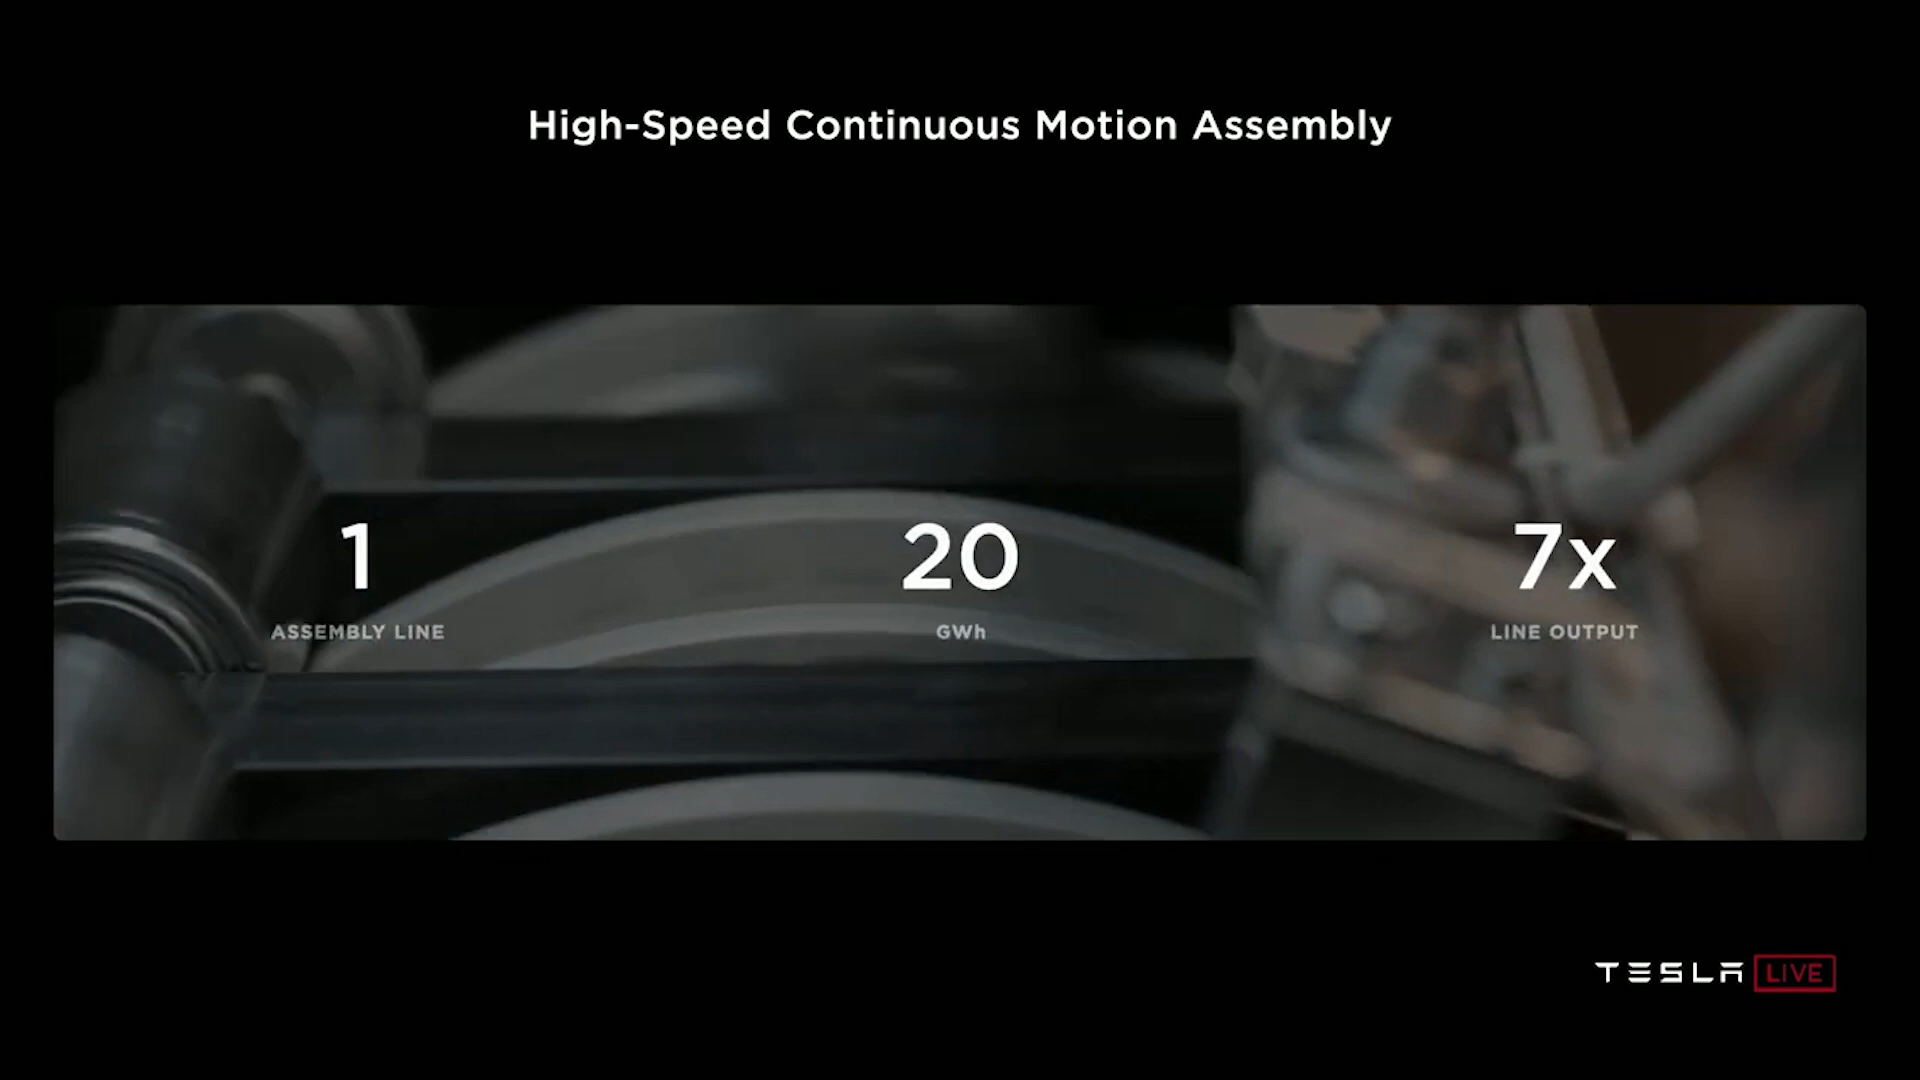 High-Speed Continuous Motion Assembly
1
ASSEMBLY LINE
20
GWh
7x
LINE OUTPUT
TESLA LIVE